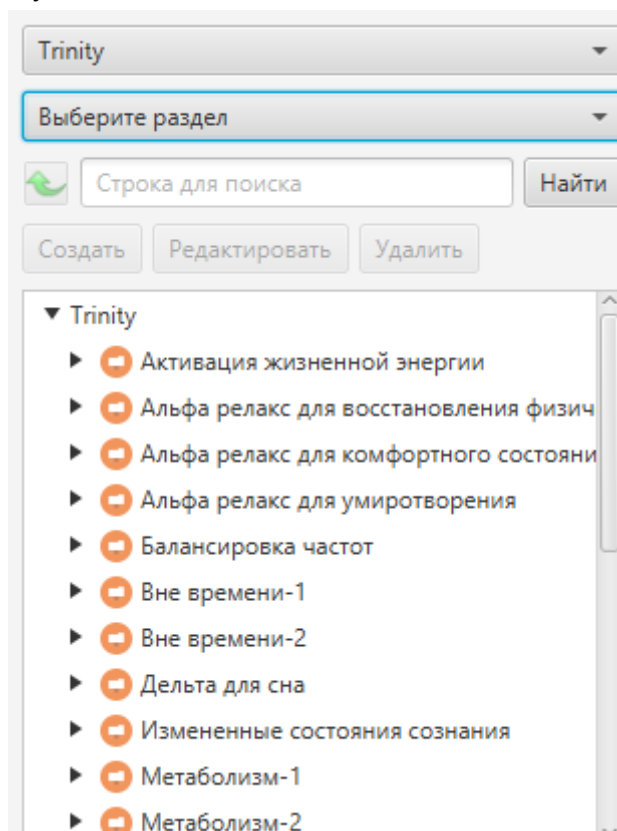 Trinity
Выберите раздел
Строка для поиска Найти
Создать Редактировать Удалить
Trinity
Активация жизненной энергии
Альфа релакс для восстановления физич
Альфа релакс для комфортного состояни
Альфа релакс для умиротворения
Балансировка частот
Вне времени-1
Вне времени-2
Дельта для сна
Измененные состояния сознания
Метаболизм-1
Метаболизм-2